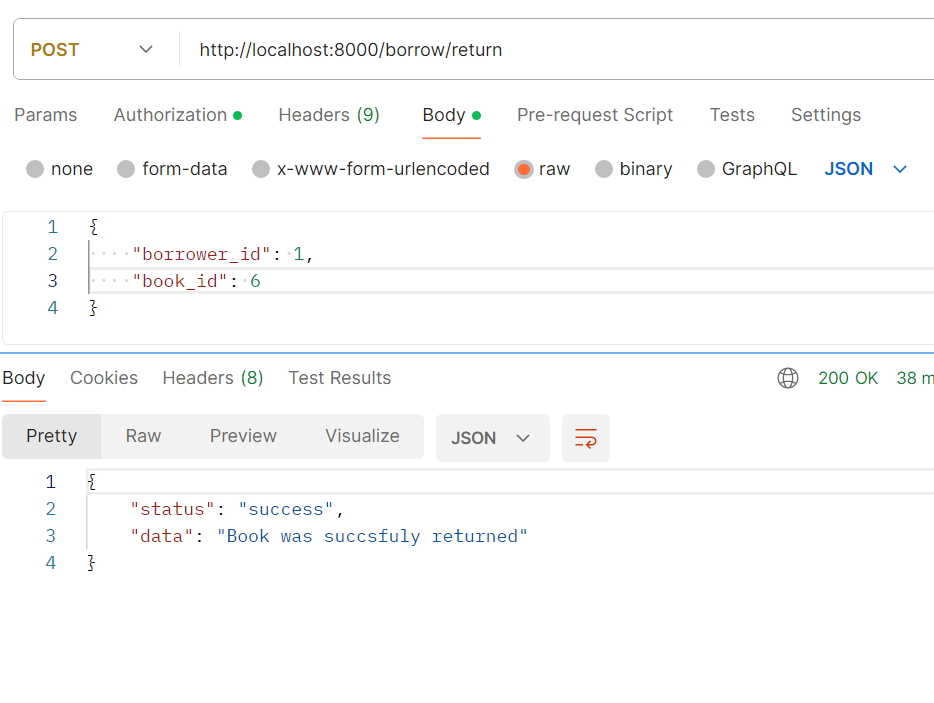 POST http://localhost:8000/borrow/return
Params Authorization Headers (9) Body Pre-request Script Tests Settings
none form-data x-www-form-urlencoded raw binary GraphQL JSON
1 {
2 "borrower_id": 1,
3 "book_id": 6
4 }
Body Cookies Headers (8) Test Results 200 OK 38 m
Pretty Raw Preview Visualize JSON
1 {
2 "status": "success",
3 "data": "Book was succsfuly returned"
4 }